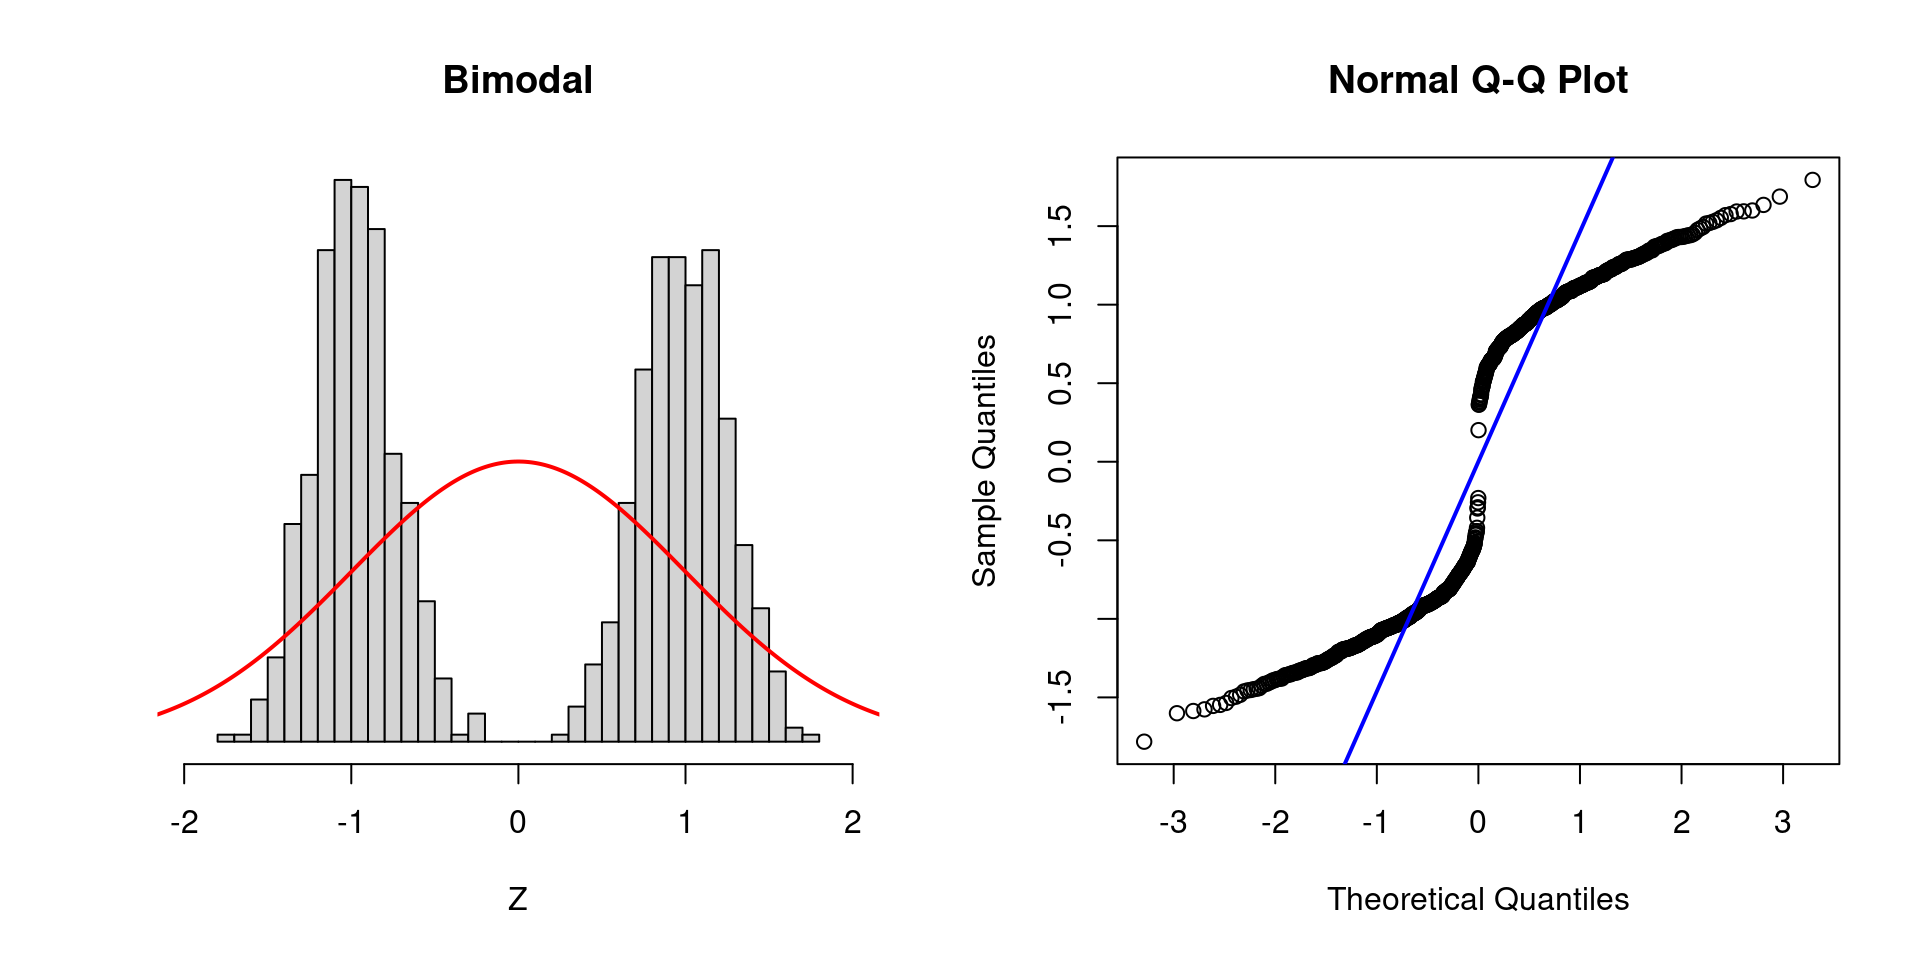 Bimodal
-2 -1 0 1 2
Z
Normal Q-Q Plot
Sample Quantiles
-1.5 -0.5 0.0 0.5 1.0 1.5
-3 -2 -1 0 1 2 3
Theoretical Quantiles